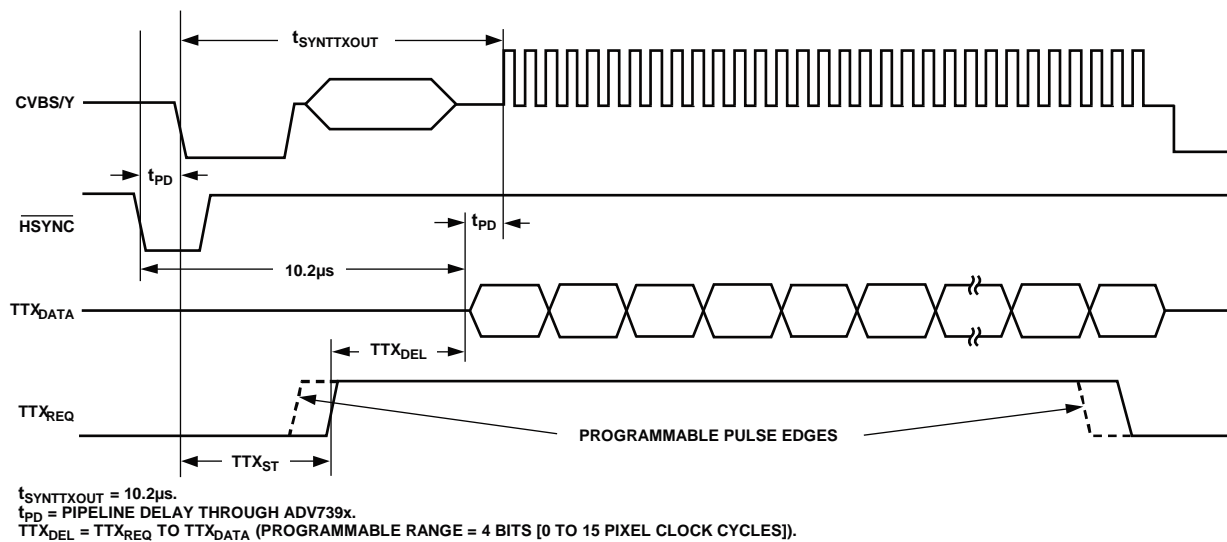 tSYNTTXOUT
CVBS/Y
tPD
HSYNC
tPD
10.2µs
TTXDATA
TTXDEL
TTXREQ
PROGRAMMABLE PULSE EDGES
TTXST
tSYNTTXOUT = 10.2µs.
tPD = PIPELINE DELAY THROUGH ADV739x.
TTXDEL = TTXREQ TO TTXDATA (PROGRAMMABLE RANGE = 4 BITS [0 TO 15 PIXEL CLOCK CYCLES]).